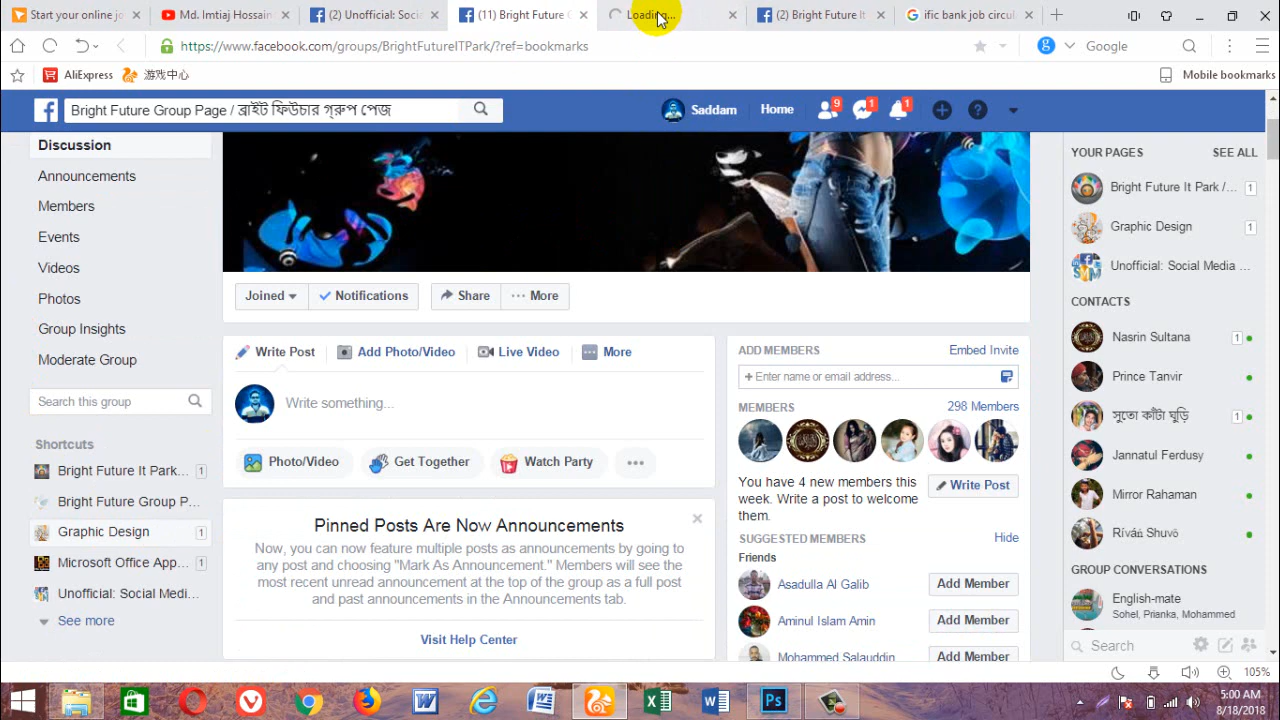 Start your online jo
Md. Imtiaj Hossain
(2) Unofficial: Soci
(11) Bright Future G
Loading...
(2) Bright Future It
ific bank job circul
https://www.facebook.com/groups/BrightFutureITPark/?ref=bookmarks
Google
AliExpress
游戏中心
Mobile bookmarks
Bright Future Group Page / ব্রাইট ফিউচার গ্রুপ পেজ
Saddam
Home
9
1
1
Discussion
Announcements
Members
Events
Videos
Photos
Group Insights
Moderate Group
Search this group
Shortcuts
Bright Future It Park... 1
Bright Future Group P...
Graphic Design 1
Microsoft Office App... 1
Unofficial: Social Medi...
See more
Joined
Notifications
Share
More
Write Post
Add Photo/Video
Live Video
More
Write something...
Photo/Video
Get Together
Watch Party
Pinned Posts Are Now Announcements
Now, you can now feature multiple posts as announcements by going
to any post and choosing "Mark As Announcement." Members will see the
most recent unread announcement at the top of the group as a full post
and past announcements in the Announcements tab.
Visit Help Center
ADD MEMBERS
Embed Invite
+ Enter name or email address...
MEMBERS
298 Members
You have 4 new members this
week. Write a post to welcome
them.
Write Post
SUGGESTED MEMBERS
Hide
Friends
Asadulla Al Galib
Add Member
Aminul Islam Amin
Add Member
Mohammed Salauddin
Add Member
YOUR PAGES
SEE ALL
Bright Future It Park /... 1
Graphic Design 1
Unofficial: Social Media ...
CONTACTS
Nasrin Sultana 1
Prince Tanvir
সুতো কাঁটা ঘুড়ি 1
Jannatul Ferdusy
Mirror Rahaman
Ríváň Shuvō
GROUP CONVERSATIONS
English-mate
Sohel, Prianka, Mohammed
Search
105%
5:00 AM
8/18/2018